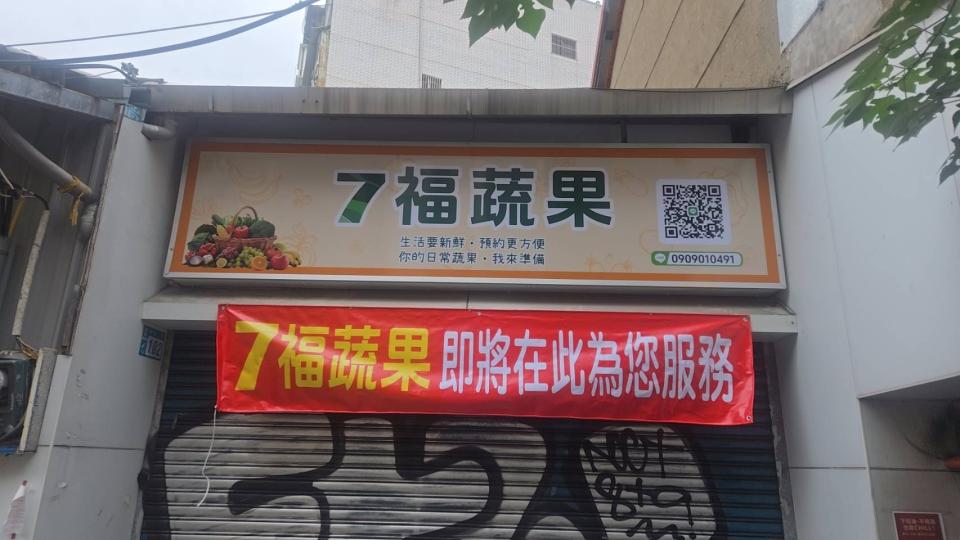 7福蔬果
生活要新鮮·預約更方便
你的日常蔬果·我來準備
0909010491
7福蔬果 即將在此為您服務
102